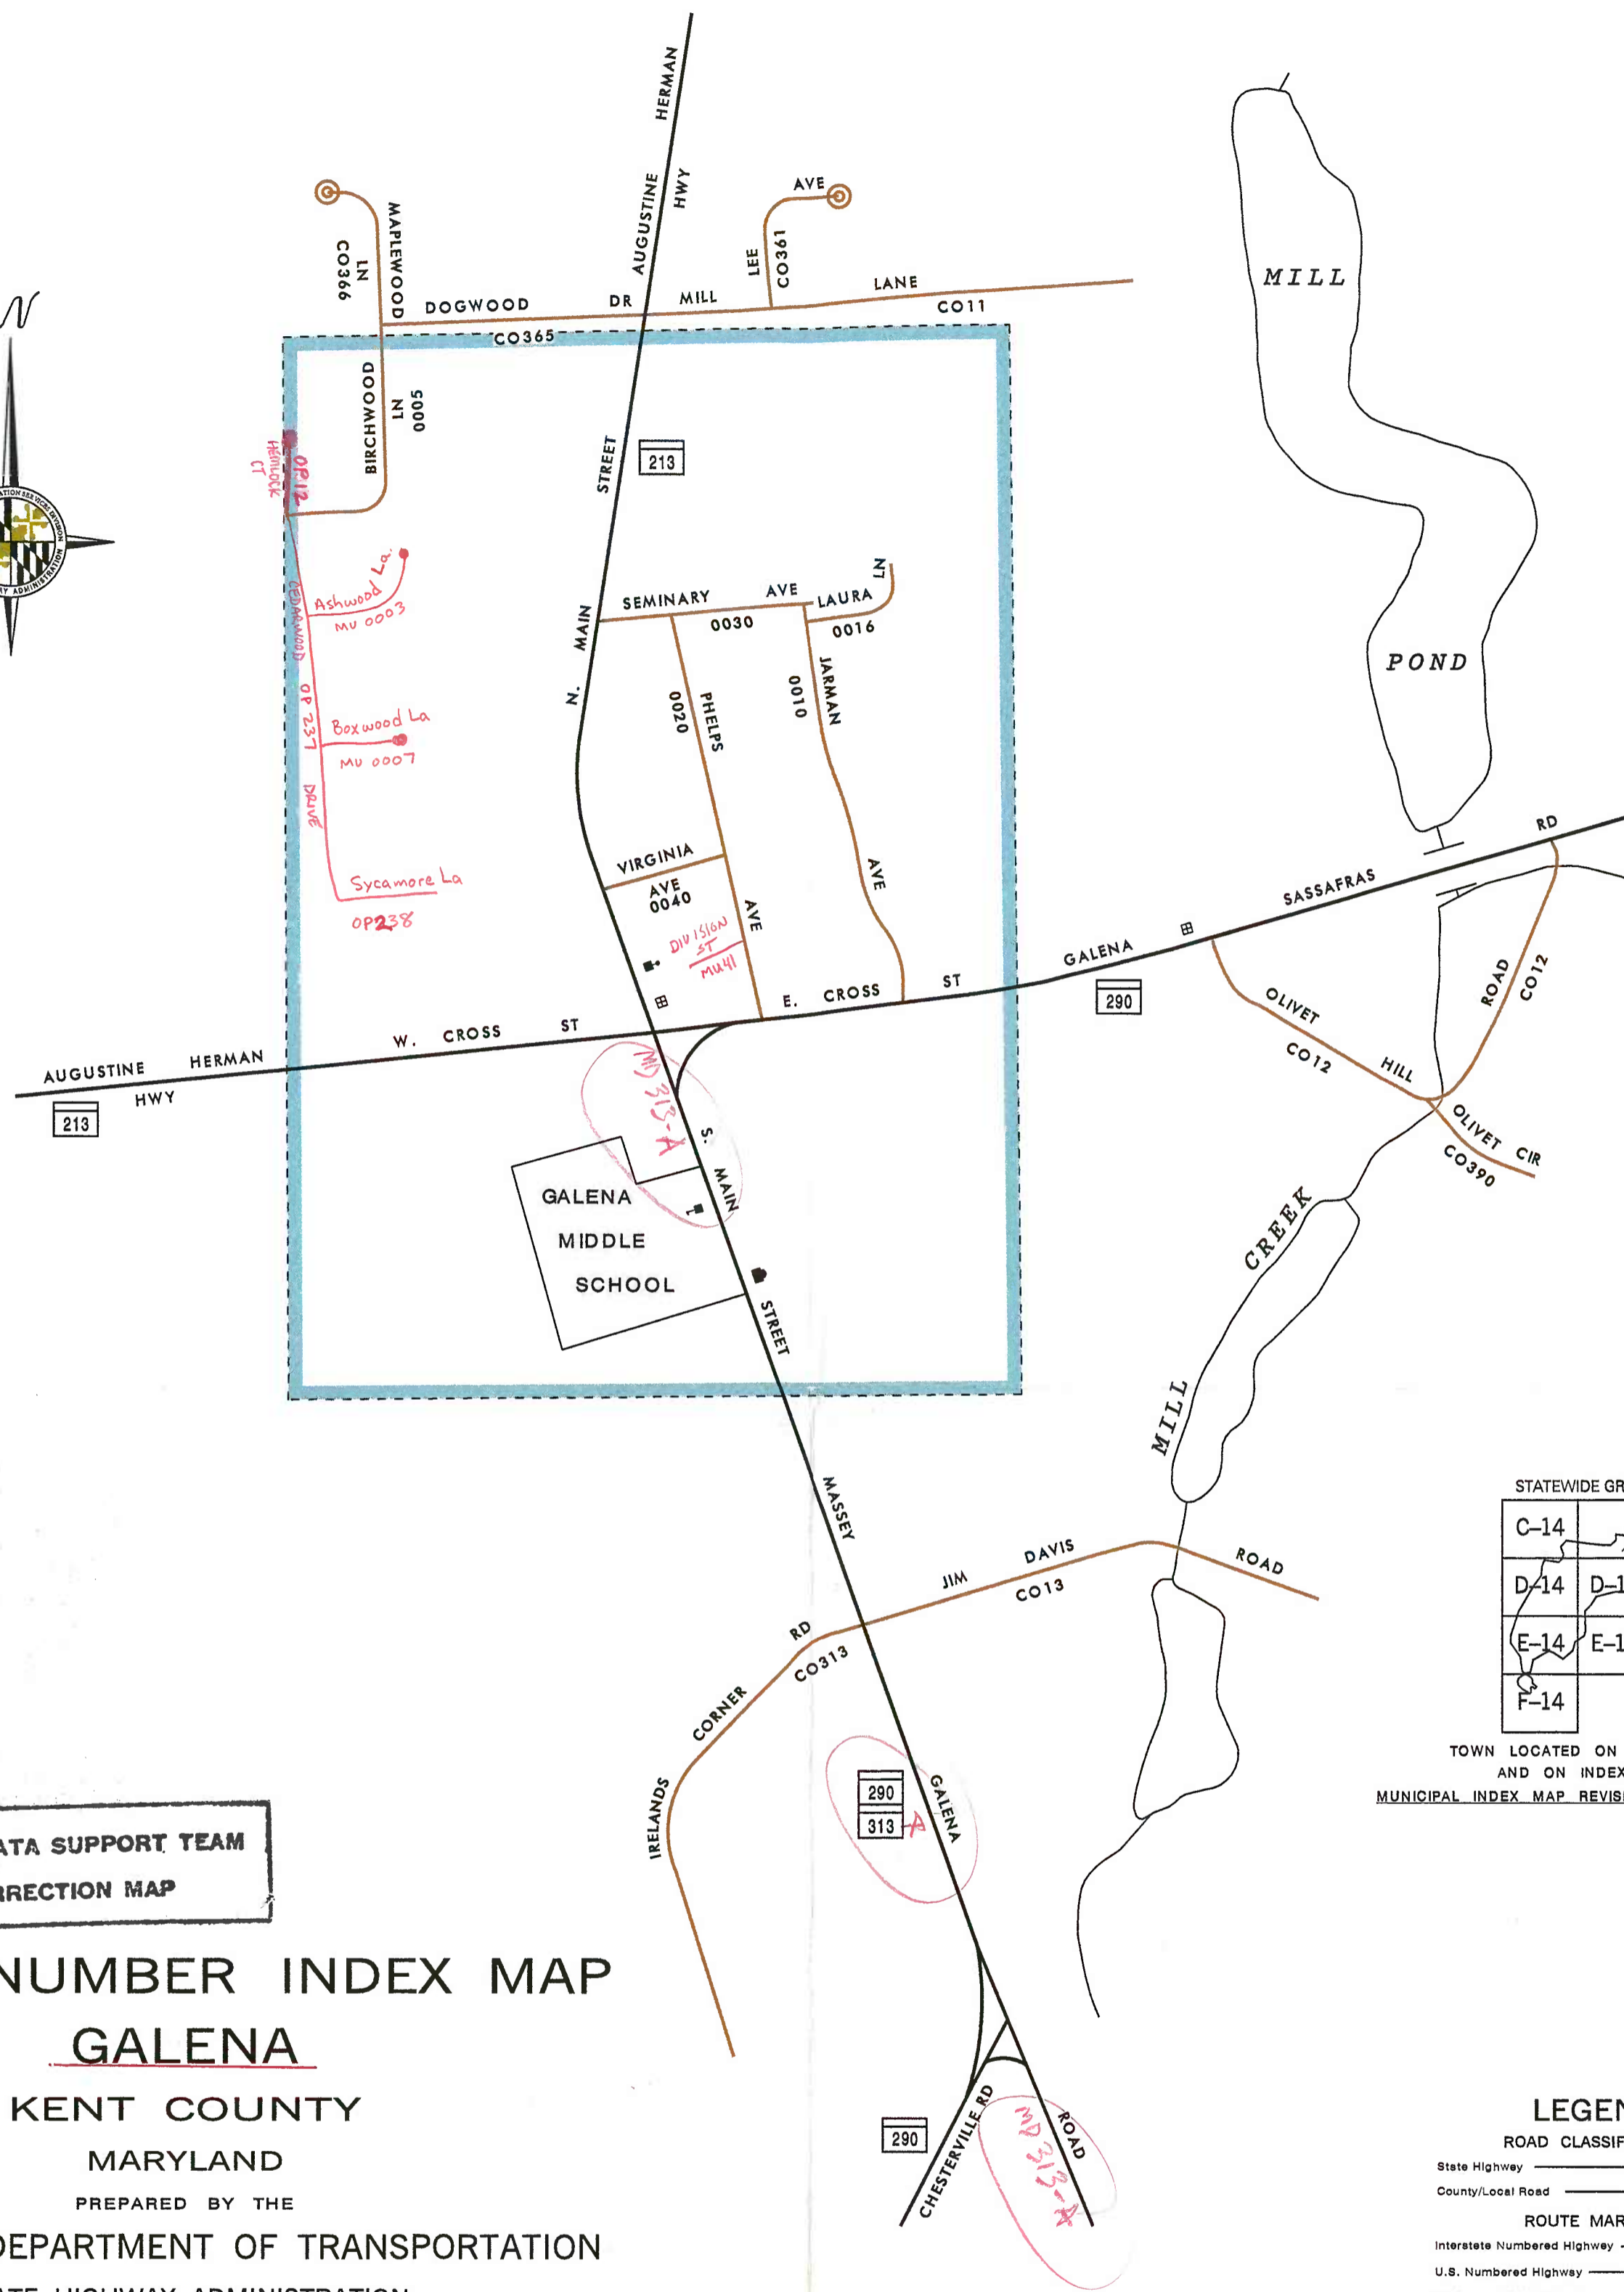 N
HERMAN
AUGUSTINE
HWY
AVE
LEE
CO361
MAPLEWOOD
LN
CO366
DOGWOOD DR
MILL LANE
CO11
CO365
BIRCHWOOD
LN
0005
HEMLOCK
CT
OP12
213
STREET
MAIN
N.
MILL
POND
Ashwood La.
MU 0003
CEDARWOOD OP 237 DRIVE
Boxwood La
MU 0007
Sycamore La
OP238
SEMINARY AVE
0030
LAURA LN
0016
JARMAN
0010
AVE
PHELPS
0020
AVE
VIRGINIA
AVE
0040
DIVISION
ST
MU41
E. CROSS ST
GALENA
SASSAFRAS RD
290
W. CROSS ST
AUGUSTINE HERMAN
HWY
213
OLIVET
HILL
ROAD
CO12
CO12
OLIVET CIR
CO390
MD 313-A
S. MAIN
STREET
GALENA
MIDDLE
SCHOOL
MILL CREEK
MASSEY
JIM DAVIS ROAD
CO13
IRELANDS CORNER RD
CO313
290
313 A
GALENA
ROAD
MD 313-A
290
CHESTERVILLE RD
STATEWIDE GR
C-14
D-14 D-1
E-14 E-1
F-14
TOWN LOCATED ON
AND ON INDEX
MUNICIPAL INDEX MAP REVIS
ATA SUPPORT TEAM
RRECTION MAP
NUMBER INDEX MAP
GALENA
KENT COUNTY
MARYLAND
PREPARED BY THE
DEPARTMENT OF TRANSPORTATION
ATE HIGHWAY ADMINISTRATION
LEGEN
ROAD CLASSIF
State Highway
County/Local Road
ROUTE MAR
Interstate Numbered Highway
U.S. Numbered Highway